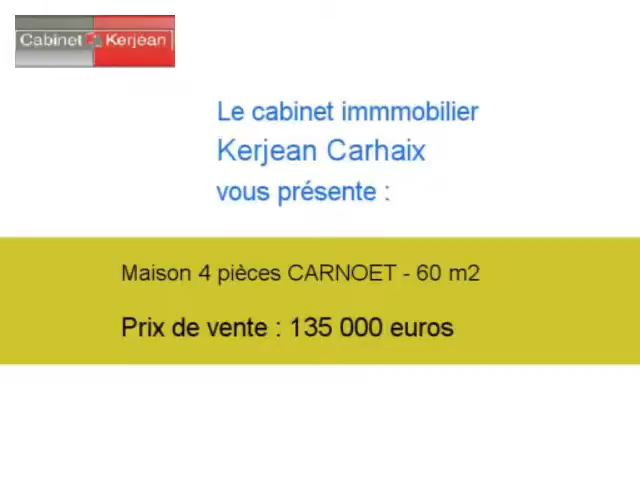 Cabinet Kerjean
Le cabinet immmobilier
Kerjean Carhaix
vous présente :
Maison 4 pièces CARNOET - 60 m2
Prix de vente : 135 000 euros